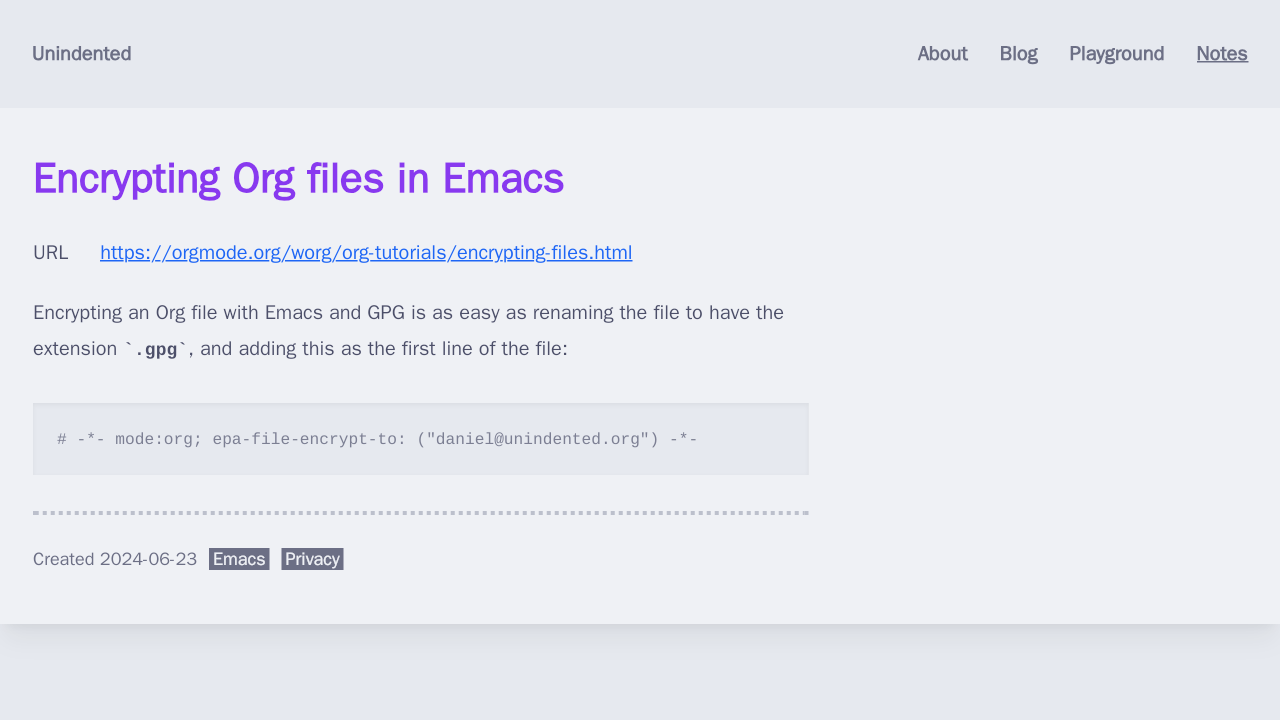 Unindented
About Blog Playground Notes
Encrypting Org files in Emacs
URL https://orgmode.org/worg/org-tutorials/encrypting-files.html
Encrypting an Org file with Emacs and GPG is as easy as renaming the file to have the
extension `.gpg`, and adding this as the first line of the file:
# -*- mode:org; epa-file-encrypt-to: ("daniel@unindented.org") -*-
Created 2024-06-23 Emacs Privacy